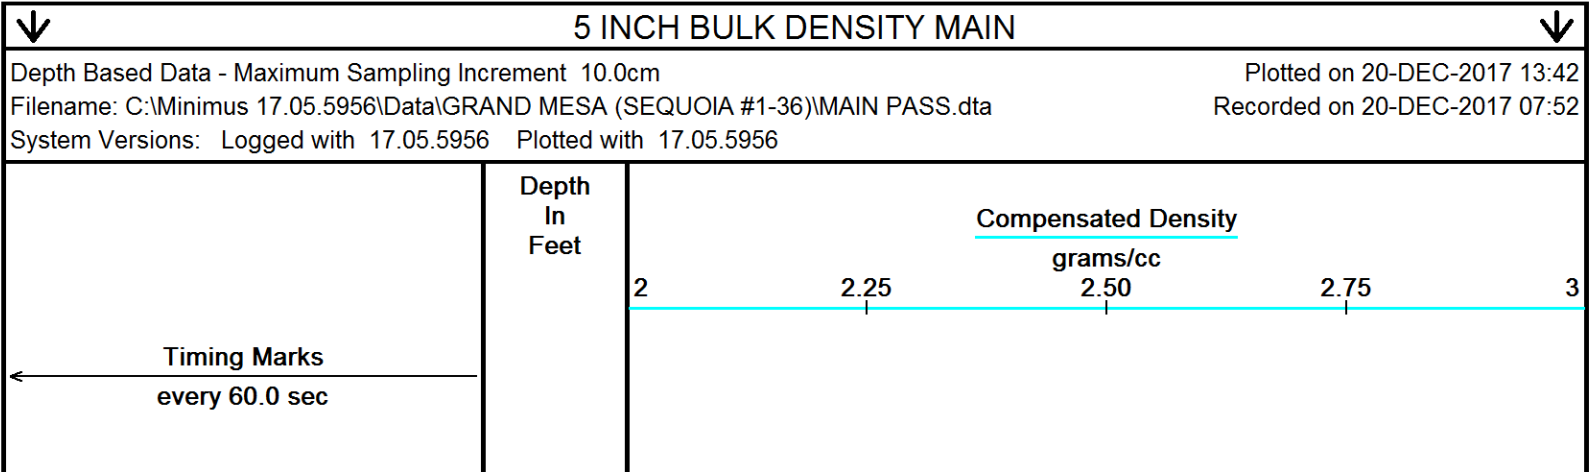 5 INCH BULK DENSITY MAIN
Depth Based Data - Maximum Sampling Increment 10.0cm
Plotted on 20-DEC-2017 13:42
Filename: C:\Minimus 17.05.5956\Data\GRAND MESA (SEQUOIA #1-36)\MAIN PASS.dta
Recorded on 20-DEC-2017 07:52
System Versions: Logged with 17.05.5956 Plotted with 17.05.5956
Depth
In
Feet
Compensated Density
grams/cc
2 2.25 2.50 2.75 3
Timing Marks
every 60.0 sec